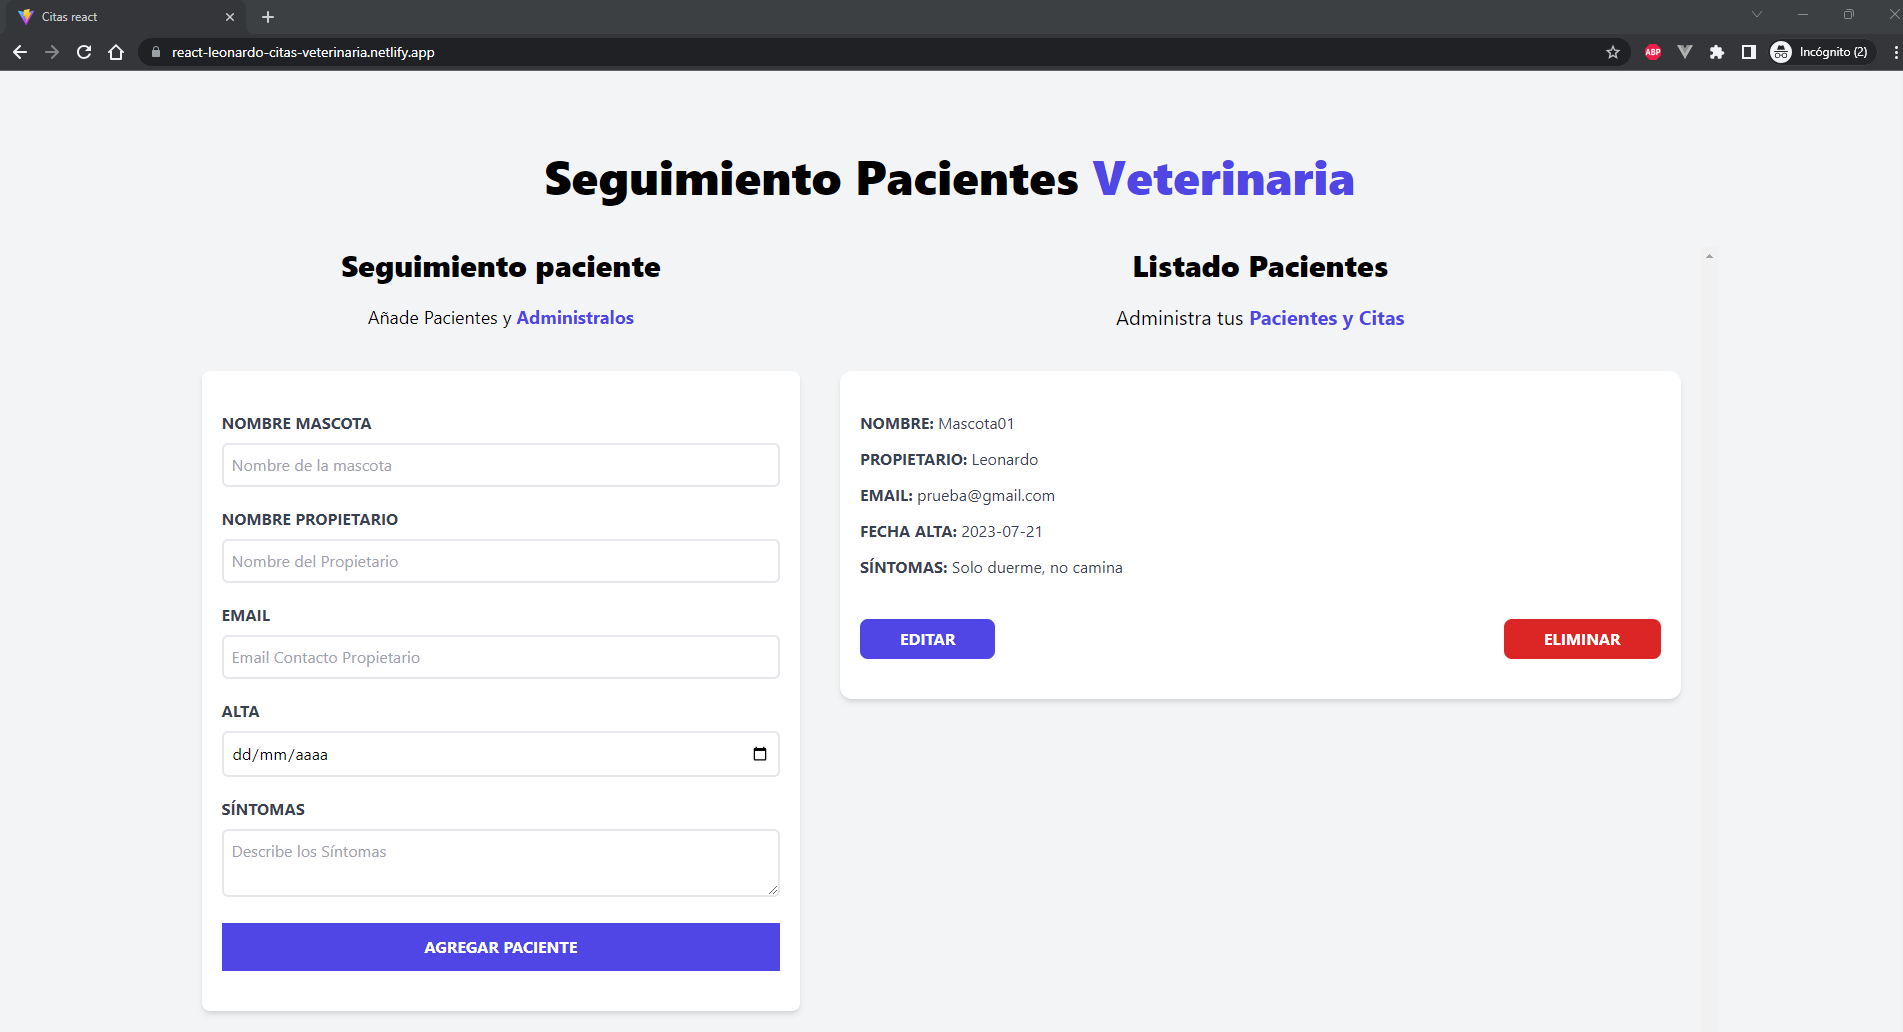 Citas react
react-leonardo-citas-veterinaria.netlify.app
ABP
Incógnito (2)
Seguimiento Pacientes Veterinaria
Seguimiento paciente
Añade Pacientes y Administralos
NOMBRE MASCOTA
Nombre de la mascota
NOMBRE PROPIETARIO
Nombre del Propietario
EMAIL
Email Contacto Propietario
ALTA
dd/mm/aaaa
SÍNTOMAS
Describe los Síntomas
AGREGAR PACIENTE
Listado Pacientes
Administra tus Pacientes y Citas
NOMBRE: Mascota01
PROPIETARIO: Leonardo
EMAIL: prueba@gmail.com
FECHA ALTA: 2023-07-21
SÍNTOMAS: Solo duerme, no camina
EDITAR
ELIMINAR